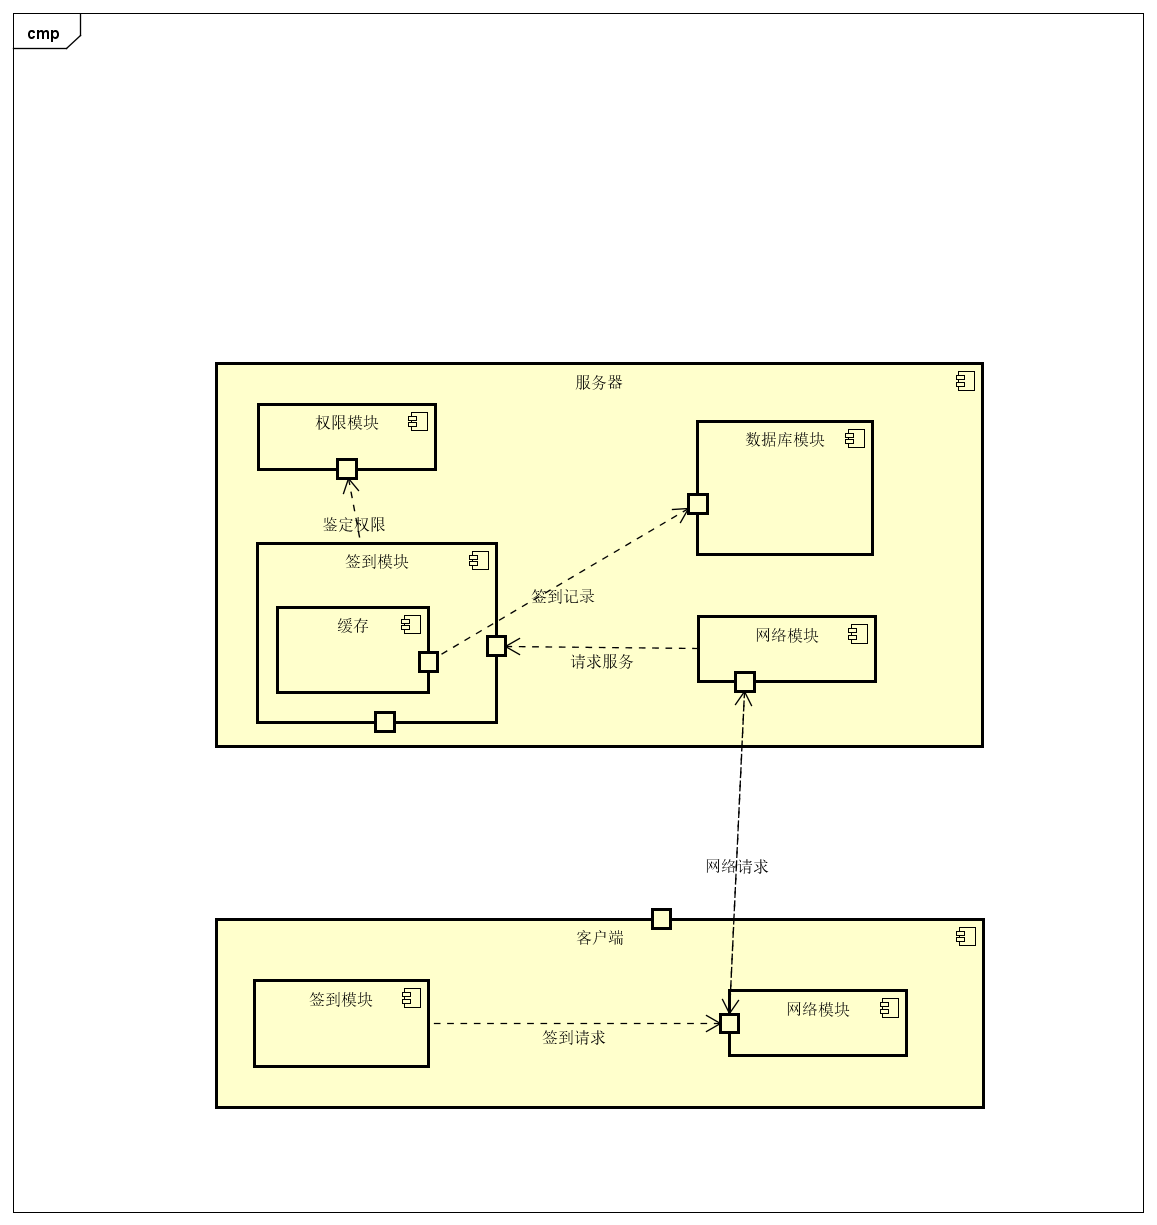 cmp
服务器
权限模块
数据库模块
鉴定权限
签到模块
签到记录
缓存
网络模块
请求服务
网络请求
客户端
签到模块
网络模块
签到请求